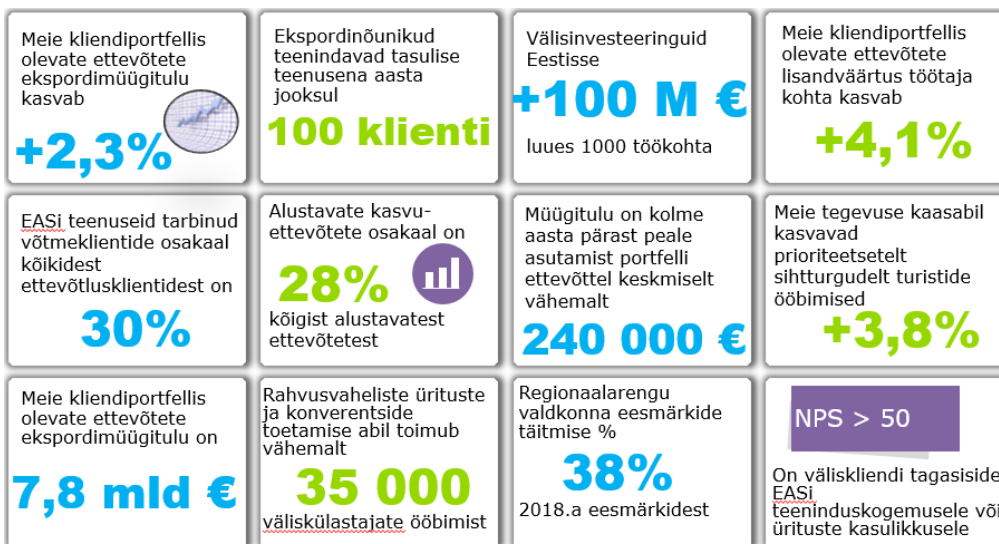 Meie kliendiportfellis
olevate ettevõtete
ekspordimüügitulu
kasvab
+2,3%
Ekspordinõunikud
teenindavad tasulise
teenusena aasta
jooksul
100 klienti
Välisinvesteeringuid
Eestisse
+100 M €
luues 1000 töökohta
Meie kliendiportfellis
olevate ettevõtete
lisandväärtus töötaja
kohta kasvab
+4,1%
EASi teenuseid tarbinud
võtmeklientide osakaal
kõikidest
ettevõtlusklientidest on
30%
Alustavate kasvu-
ettevõtete osakaal on
28%
kõigist alustavatest
ettevõtetest
Müügitulu on kolme
aasta pärast peale
asutamist portfelli
ettevõttel keskmiselt
vähemalt
240 000 €
Meie tegevuse kaasabil
kasvavad
prioriteetsetelt
sihtturgudelt turistide
ööbimised
+3,8%
Meie kliendiportfellis
olevate ettevõtete
ekspordimüügitulu on
7,8 mld €
Rahvusvaheliste ürituste
ja konverentside
toetamise abil toimub
vähemalt
35 000
väliskülastajate ööbimist
Regionaalarengu
valdkonna eesmärkide
täitmise %
38%
2018.a eesmärkidest
NPS > 50
On väliskliendi tagasiside
EASi
teeninduskogemusele või
ürituste kasulikkusele